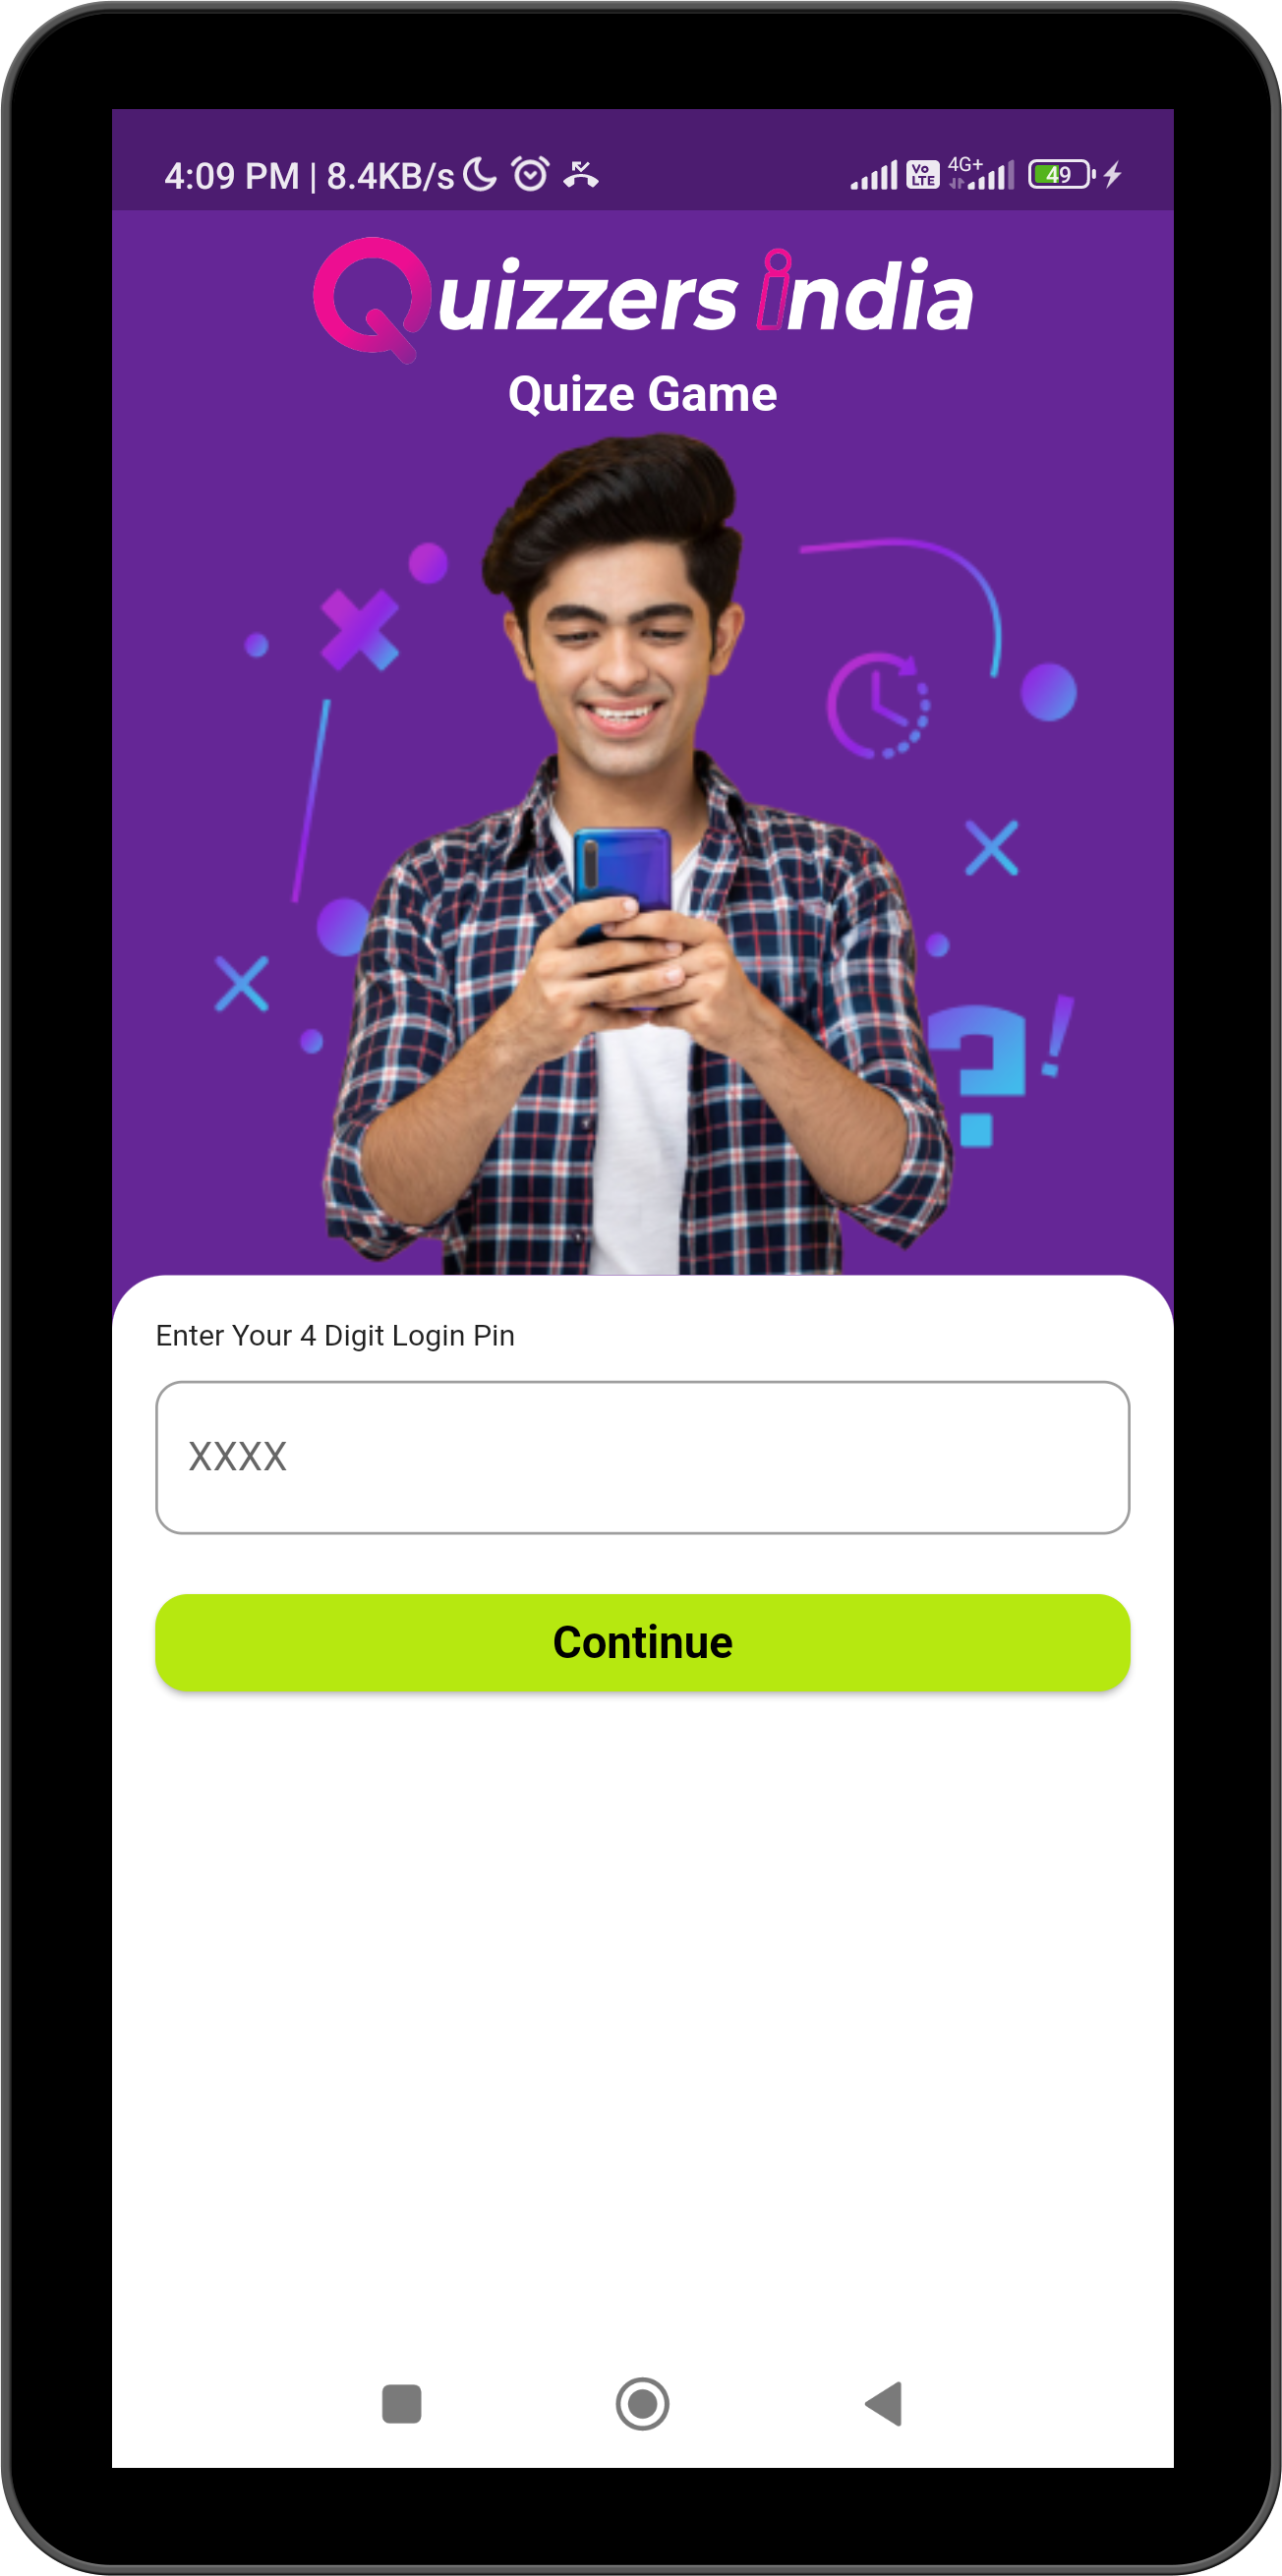 4:09 PM | 8.4KB/s Vo LTE 4G+ 49
Quizzers india
Quize Game
?!
Enter Your 4 Digit Login Pin
XXXX
Continue